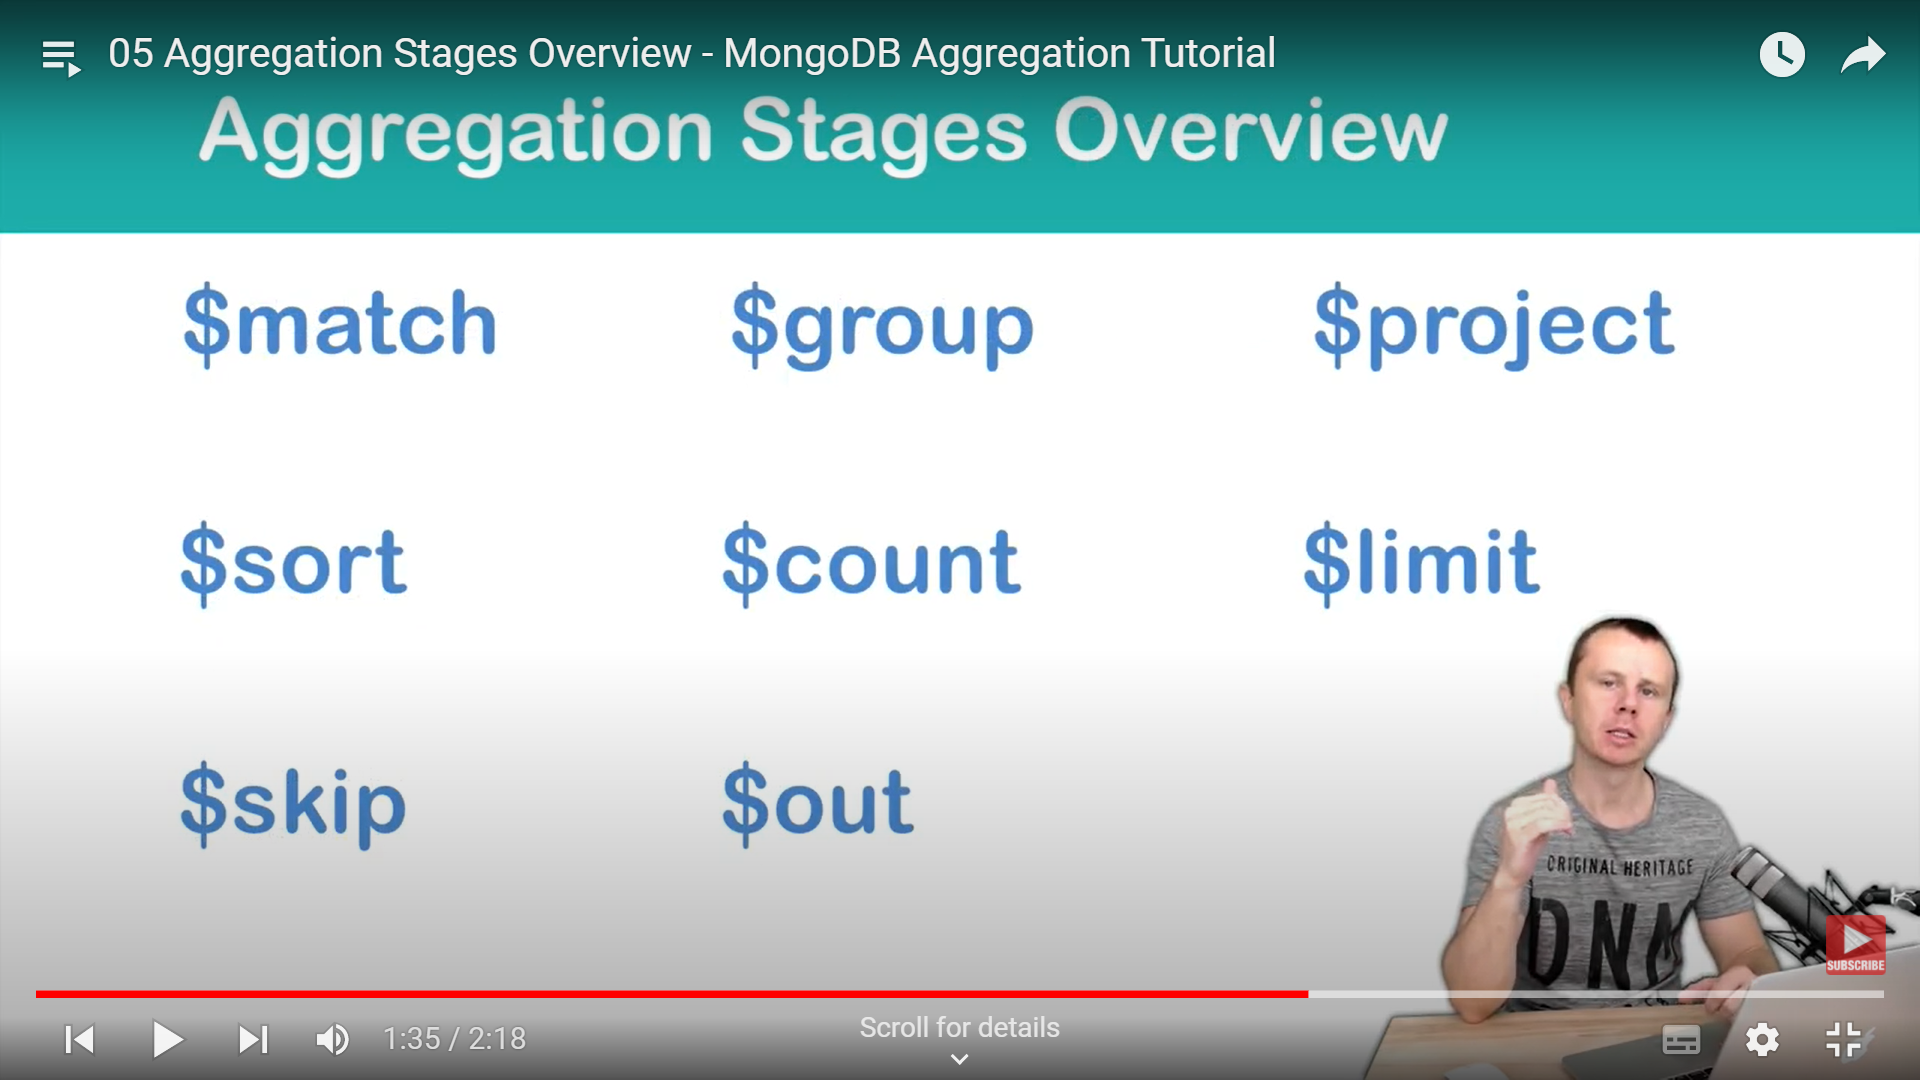 05 Aggregation Stages Overview - MongoDB Aggregation Tutorial
Aggregation Stages Overview
$match $group $project
$sort $count $limit
$skip $out
ORIGINAL HERITAGE
DNA
SUBSCRIBE
1:35 / 2:18
Scroll for details